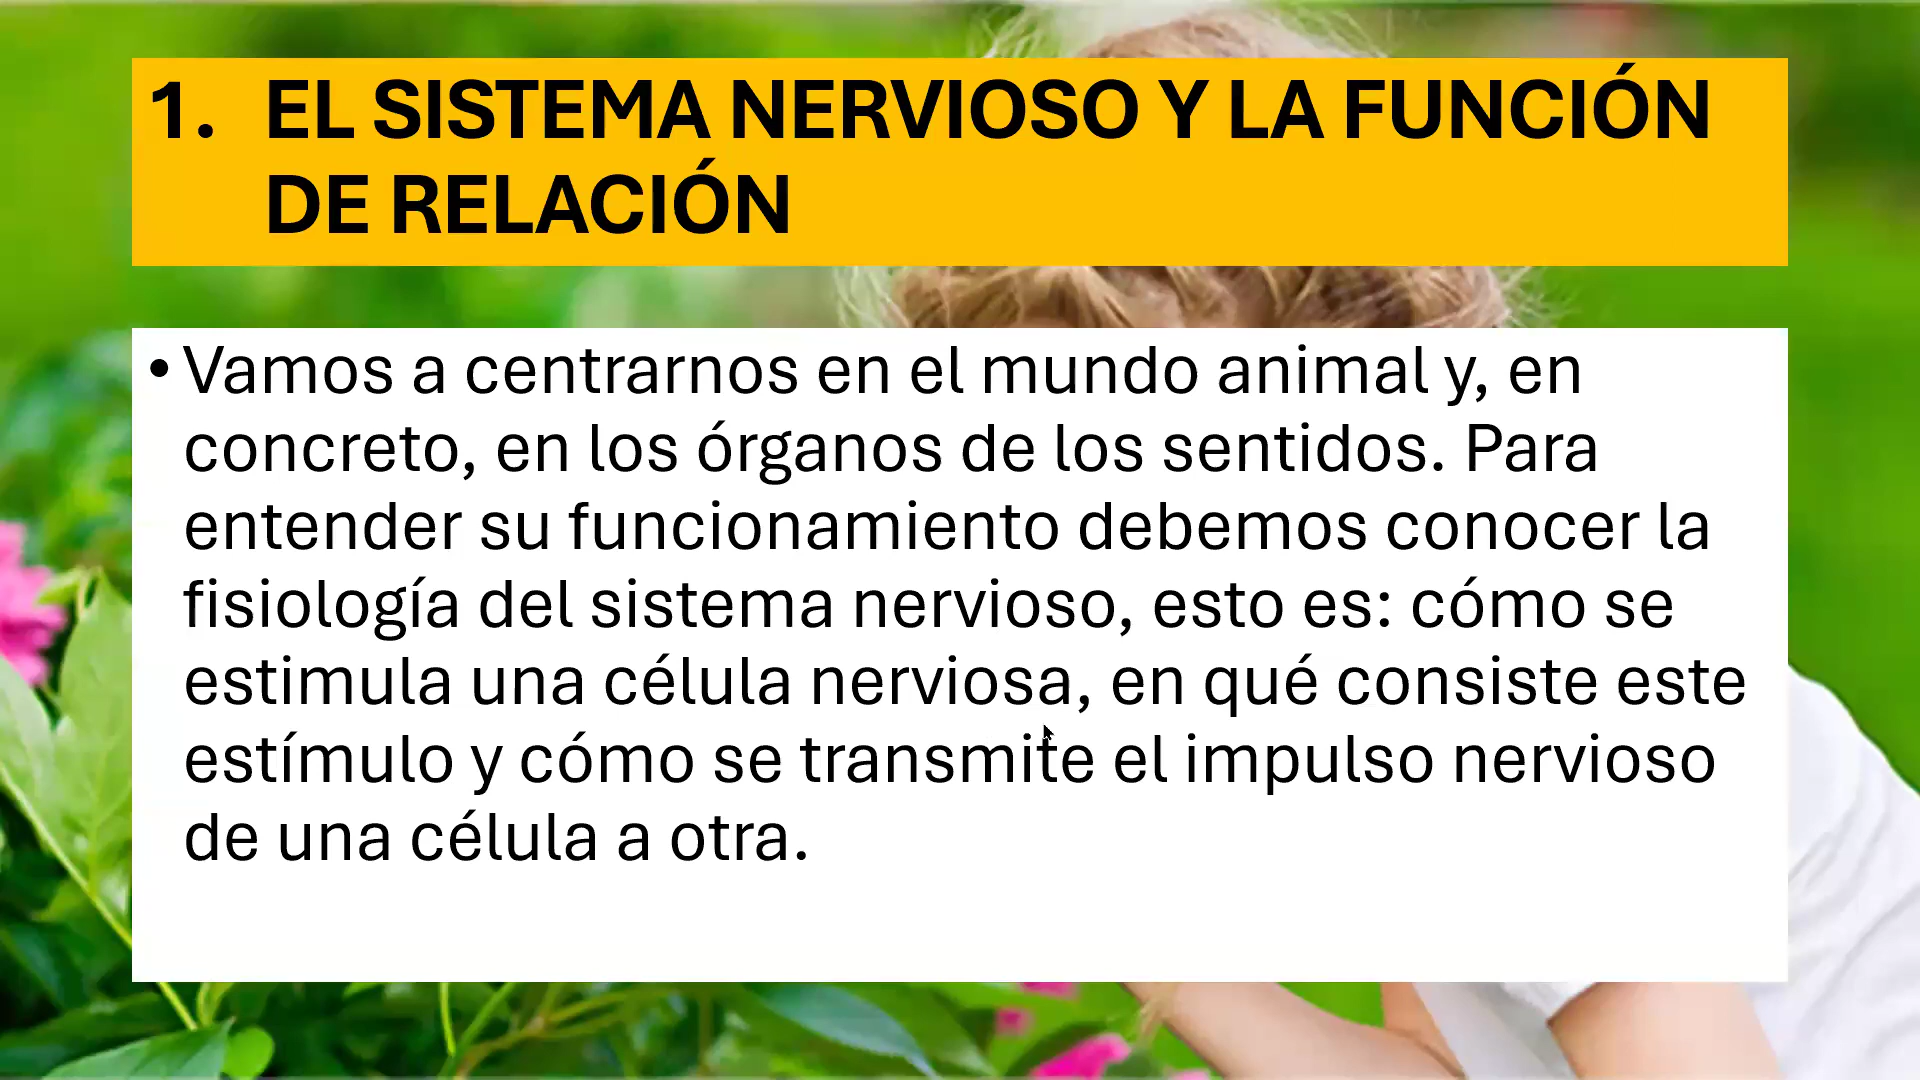 1. EL SISTEMA NERVIOSO Y LA FUNCIÓN
DE RELACIÓN
• Vamos a centrarnos en el mundo animal y, en
concreto, en los órganos de los sentidos. Para
entender su funcionamiento debemos conocer la
fisiología del sistema nervioso, esto es: cómo se
estimula una célula nerviosa, en qué consiste este
estímulo y cómo se transmite el impulso nervioso
de una célula a otra.